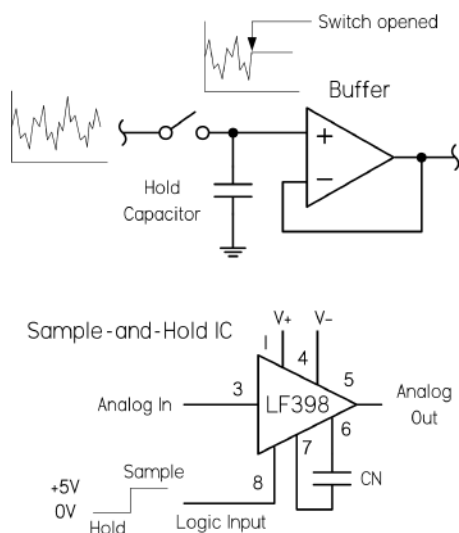 Switch opened
Buffer
+
−
Hold
Capacitor
Sample-and-Hold IC
V+
V−
1
4
5
3
Analog In
LF398
Analog
Out
6
7
8
CN
Sample
+5V
0V
Hold
Logic Input